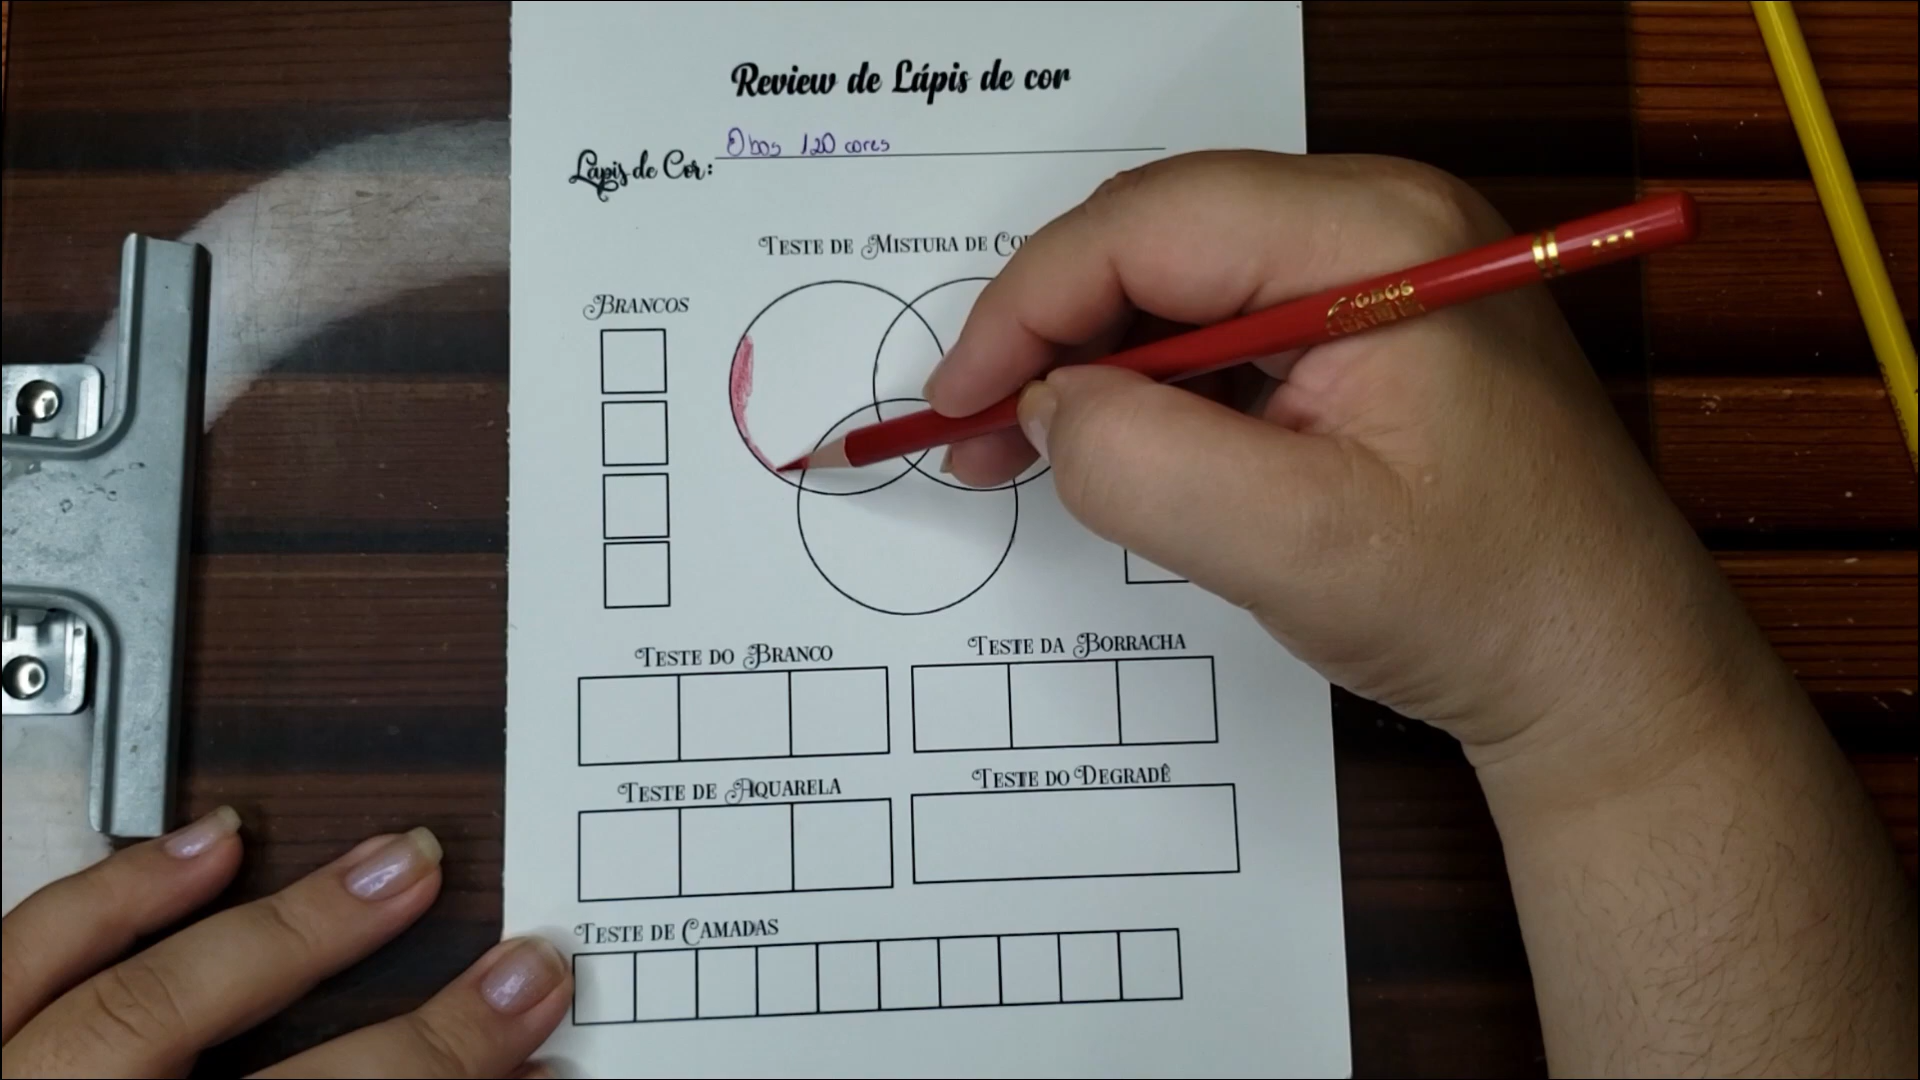 Review de Lápis de cor
Lápis de Cor: Obos 120 cores
TESTE DE MISTURA DE
BRANCOS
TESTE DO BRANCO
TESTE DA BORRACHA
TESTE DE AQUARELA
TESTE DO DEGRADÊ
TESTE DE CAMADAS
OBOS